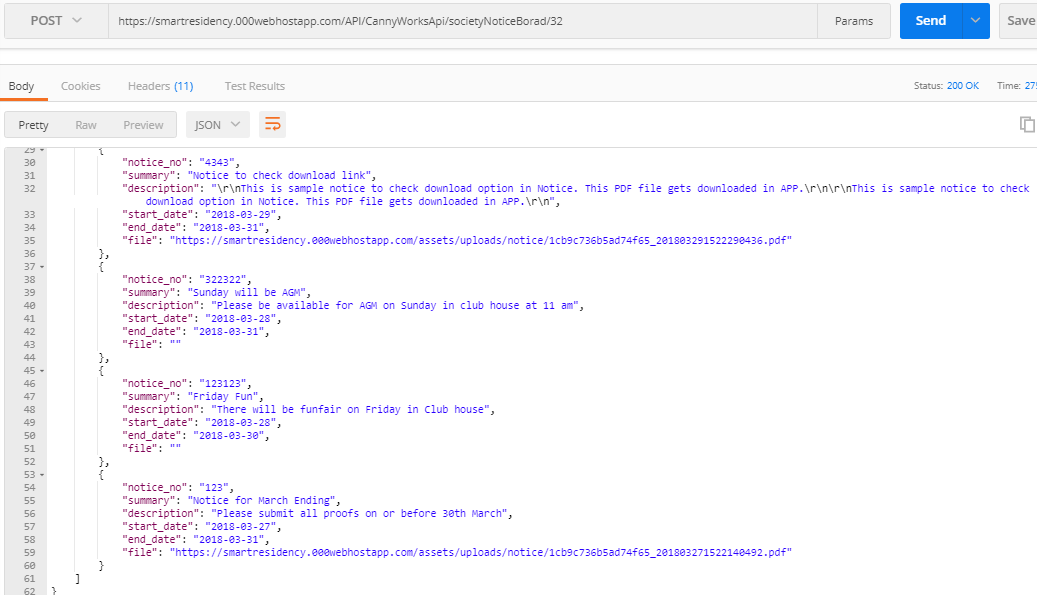 POST https://smartresidency.000webhostapp.com/API/CannyWorksApi/societyNoticeBorad/32 Params Send Save
Body Cookies Headers (11) Test Results Status: 200 OK Time:
Pretty Raw Preview JSON
29 {
30 "notice_no": "4343",
31 "summary": "Notice to check download link",
32 "description": "\r\nThis is sample notice to check download option in Notice. This PDF file gets downloaded in APP.\r\n\r\nThis is sample notice to check
download option in Notice. This PDF file gets downloaded in APP.\r\n",
33 "start_date": "2018-03-29",
34 "end_date": "2018-03-31",
35 "file": "https://smartresidency.000webhostapp.com/assets/uploads/notice/1cb9c736b5ad74f65_201803291522290436.pdf"
36 },
37 {
38 "notice_no": "322322",
39 "summary": "Sunday will be AGM",
40 "description": "Please be available for AGM on Sunday in club house at 11 am",
41 "start_date": "2018-03-28",
42 "end_date": "2018-03-31",
43 "file": ""
44 },
45 {
46 "notice_no": "123123",
47 "summary": "Friday Fun",
48 "description": "There will be funfair on Friday in Club house",
49 "start_date": "2018-03-28",
50 "end_date": "2018-03-30",
51 "file": ""
52 },
53 {
54 "notice_no": "123",
55 "summary": "Notice for March Ending",
56 "description": "Please submit all proofs on or before 30th March",
57 "start_date": "2018-03-27",
58 "end_date": "2018-03-31",
59 "file": "https://smartresidency.000webhostapp.com/assets/uploads/notice/1cb9c736b5ad74f65_201803271522140492.pdf"
60 }
61 ]
62 }